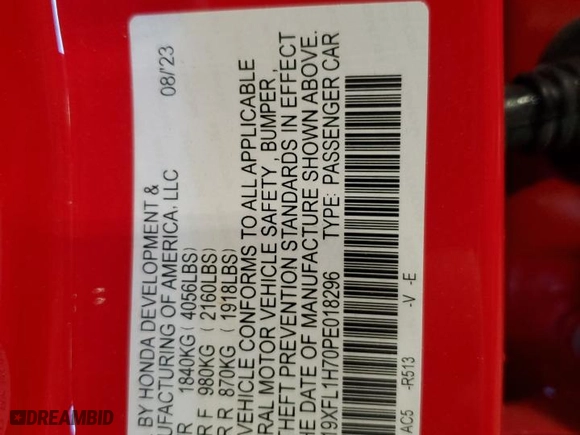 BY HONDA DEVELOPMENT &
UFACTURING OF AMERICA, LLC
08/'23
R 1840KG ( 4056LBS)
R F 980KG ( 2160LBS)
R R 870KG ( 1918LBS)
VEHICLE CONFORMS TO ALL APPLICABLE
RAL MOTOR VEHICLE SAFETY , BUMPER ,
THEFT PREVENTION STANDARDS IN EFFECT
HE DATE OF MANUFACTURE SHOWN ABOVE.
19XFL1H70PE018296 TYPE: PASSENGER CAR
AC5 -R513 -V -E
DREAMBID